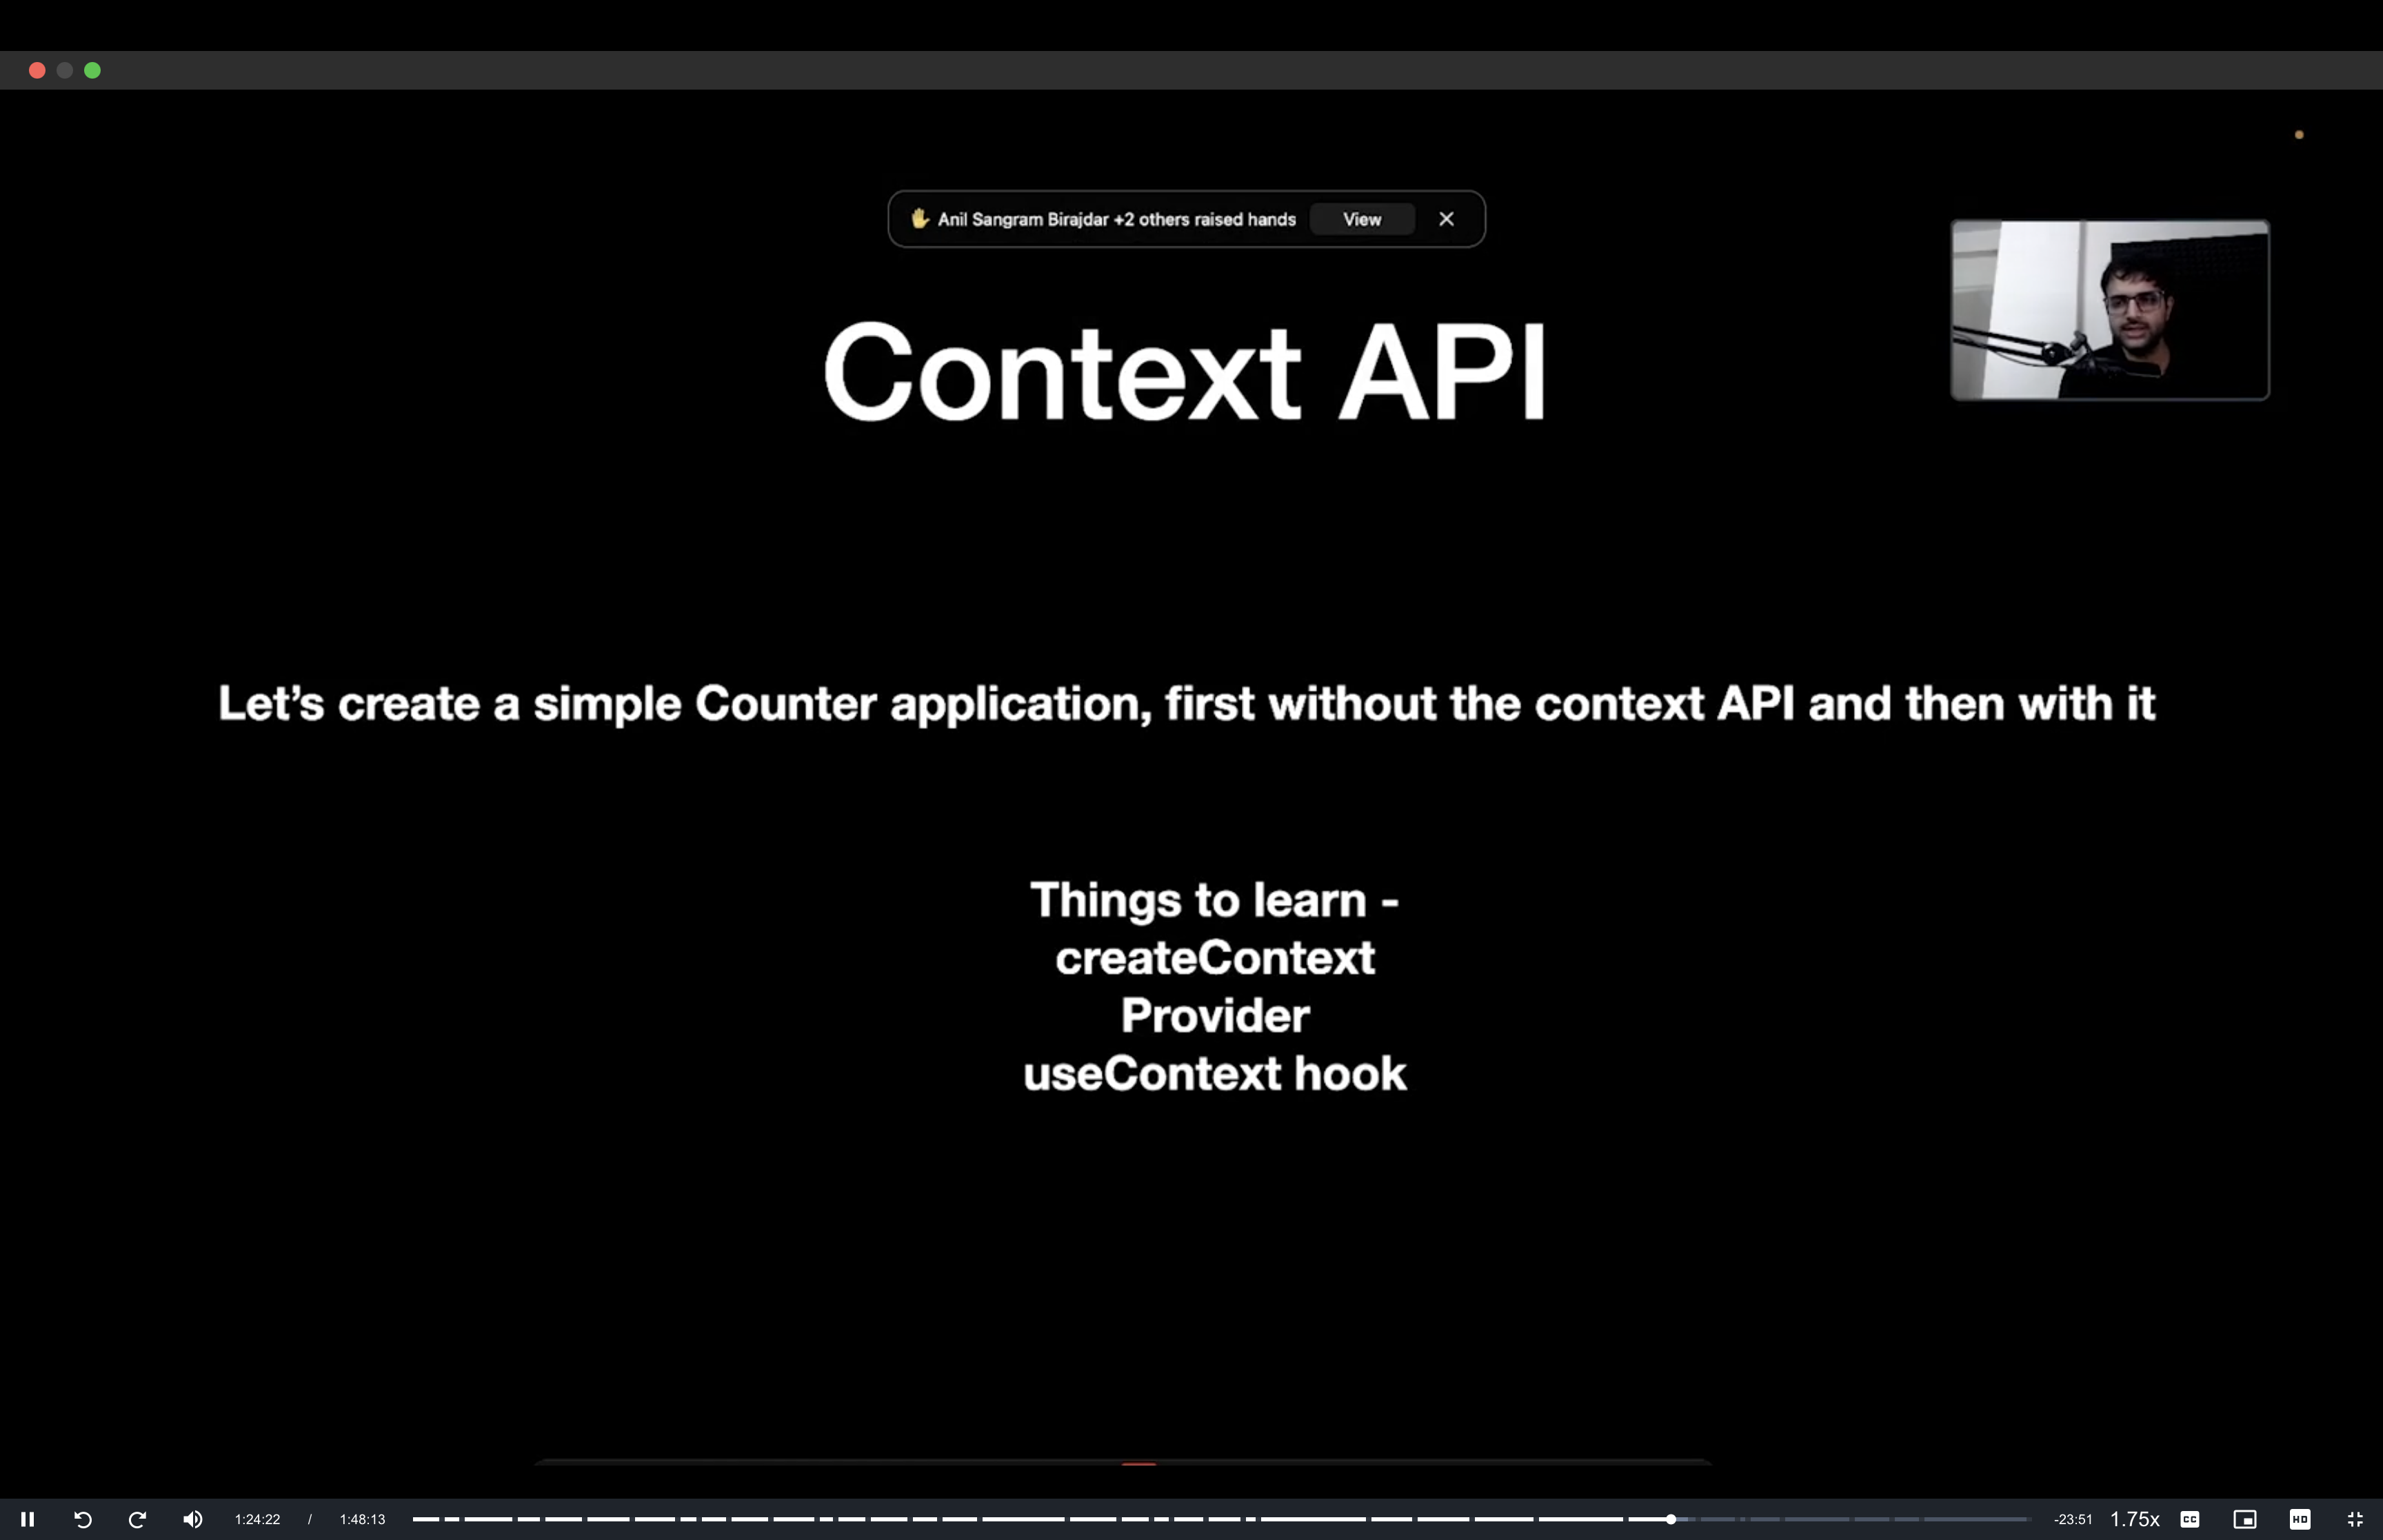 ✋ Anil Sangram Birajdar +2 others raised hands View
Context API
Let’s create a simple Counter application, first without the context API and then with it
Things to learn -
createContext
Provider
useContext hook
1:24:22 / 1:48:13 -23:51 1.75x CC HD